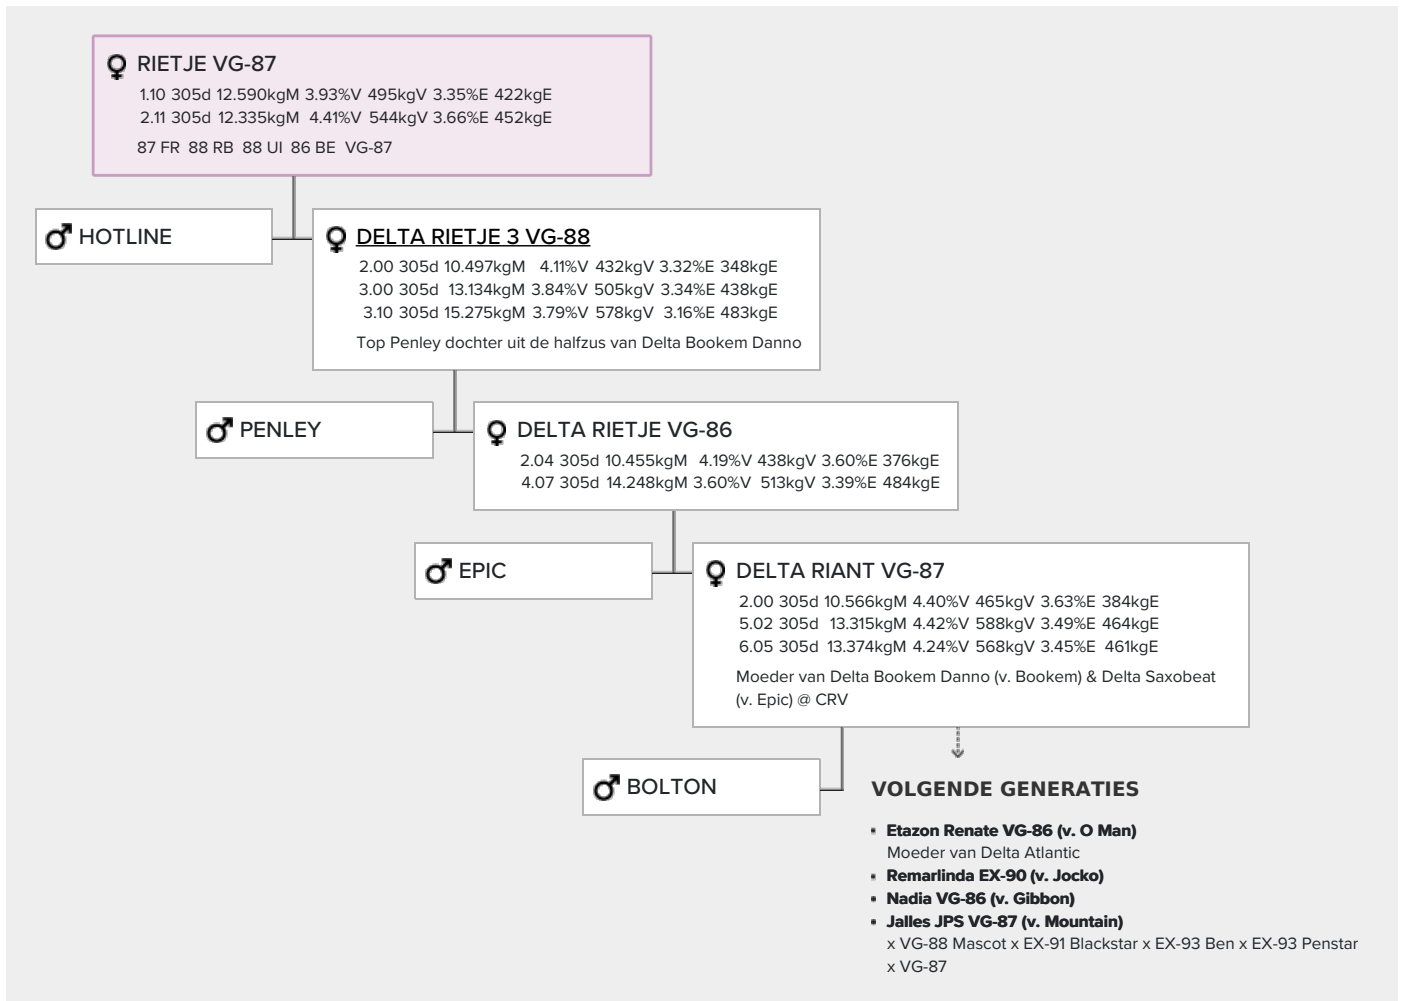 RIETJE VG-87
1.10 305d 12.590kgM 3.93%V 495kgV 3.35%E 422kgE
2.11 305d 12.335kgM 4.41%V 544kgV 3.66%E 452kgE
87 FR 88 RB 88 UI 86 BE VG-87
HOTLINE
DELTA RIETJE 3 VG-88
2.00 305d 10.497kgM 4.11%V 432kgV 3.32%E 348kgE
3.00 305d 13.134kgM 3.84%V 505kgV 3.34%E 438kgE
3.10 305d 15.275kgM 3.79%V 578kgV 3.16%E 483kgE
Top Penley dochter uit de halfzus van Delta Bookem Danno
PENLEY
DELTA RIETJE VG-86
2.04 305d 10.455kgM 4.19%V 438kgV 3.60%E 376kgE
4.07 305d 14.248kgM 3.60%V 513kgV 3.39%E 484kgE
EPIC
DELTA RIANT VG-87
2.00 305d 10.566kgM 4.40%V 465kgV 3.63%E 384kgE
5.02 305d 13.315kgM 4.42%V 588kgV 3.49%E 464kgE
6.05 305d 13.374kgM 4.24%V 568kgV 3.45%E 461kgE
Moeder van Delta Bookem Danno (v. Bookem) & Delta Saxobeat
(v. Epic) @ CRV
BOLTON
VOLGENDE GENERATIES
Etazon Renate VG-86 (v. O Man)
Moeder van Delta Atlantic
Remarlinda EX-90 (v. Jocko)
Nadia VG-86 (v. Gibbon)
Jalles JPS VG-87 (v. Mountain)
x VG-88 Mascot x EX-91 Blackstar x EX-93 Ben x EX-93 Penstar
x VG-87